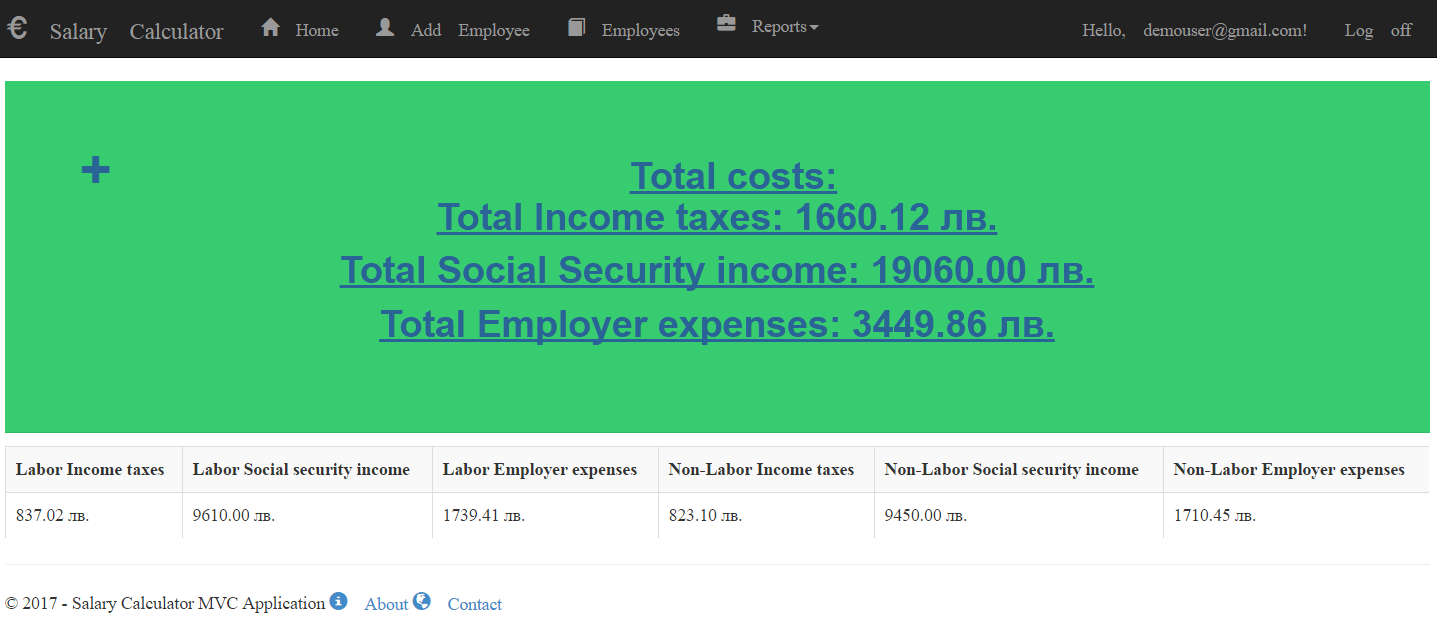 € Salary Calculator Home Add Employee Employees Reports Hello, demouser@gmail.com! Log off
Total costs:
Total Income taxes: 1660.12 лв.
Total Social Security income: 19060.00 лв.
Total Employer expenses: 3449.86 лв.
Labor Income taxes Labor Social security income Labor Employer expenses Non-Labor Income taxes Non-Labor Social security income Non-Labor Employer expenses
837.02 лв. 9610.00 лв. 1739.41 лв. 823.10 лв. 9450.00 лв. 1710.45 лв.
© 2017 - Salary Calculator MVC Application About Contact